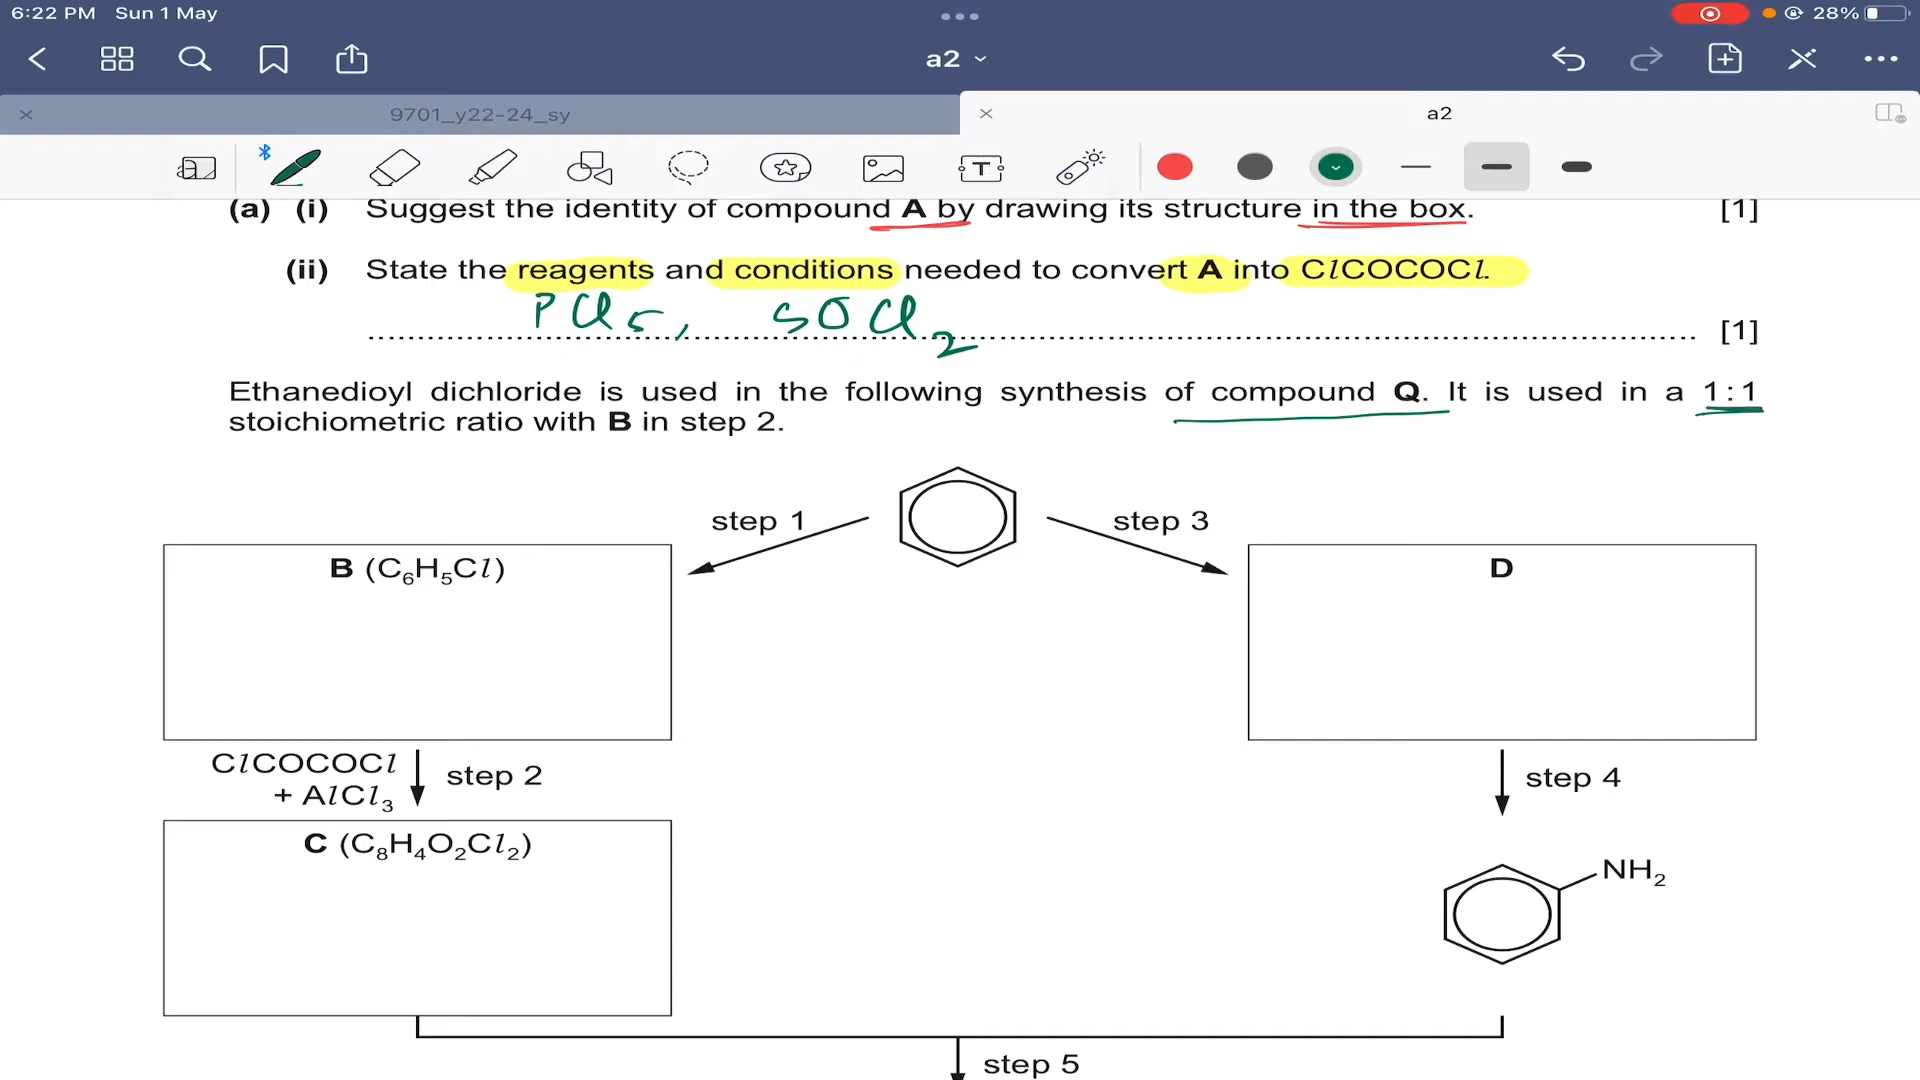 6:22 PM Sun 1 May
28%
a2
9701_y22-24_sy
a2
(a) (i) Suggest the identity of compound A by drawing its structure in the box. [1]
(ii) State the reagents and conditions needed to convert A into ClCOCOCl.
PCl5, SOCl2
[1]
Ethanedioyl dichloride is used in the following synthesis of compound Q. It is used in a 1:1
stoichiometric ratio with B in step 2.
step 1
step 3
B (C₆H₅Cl)
D
ClCOCOCl
+ AlCl₃
step 2
step 4
C (C₈H₄O₂Cl₂)
NH₂
step 5